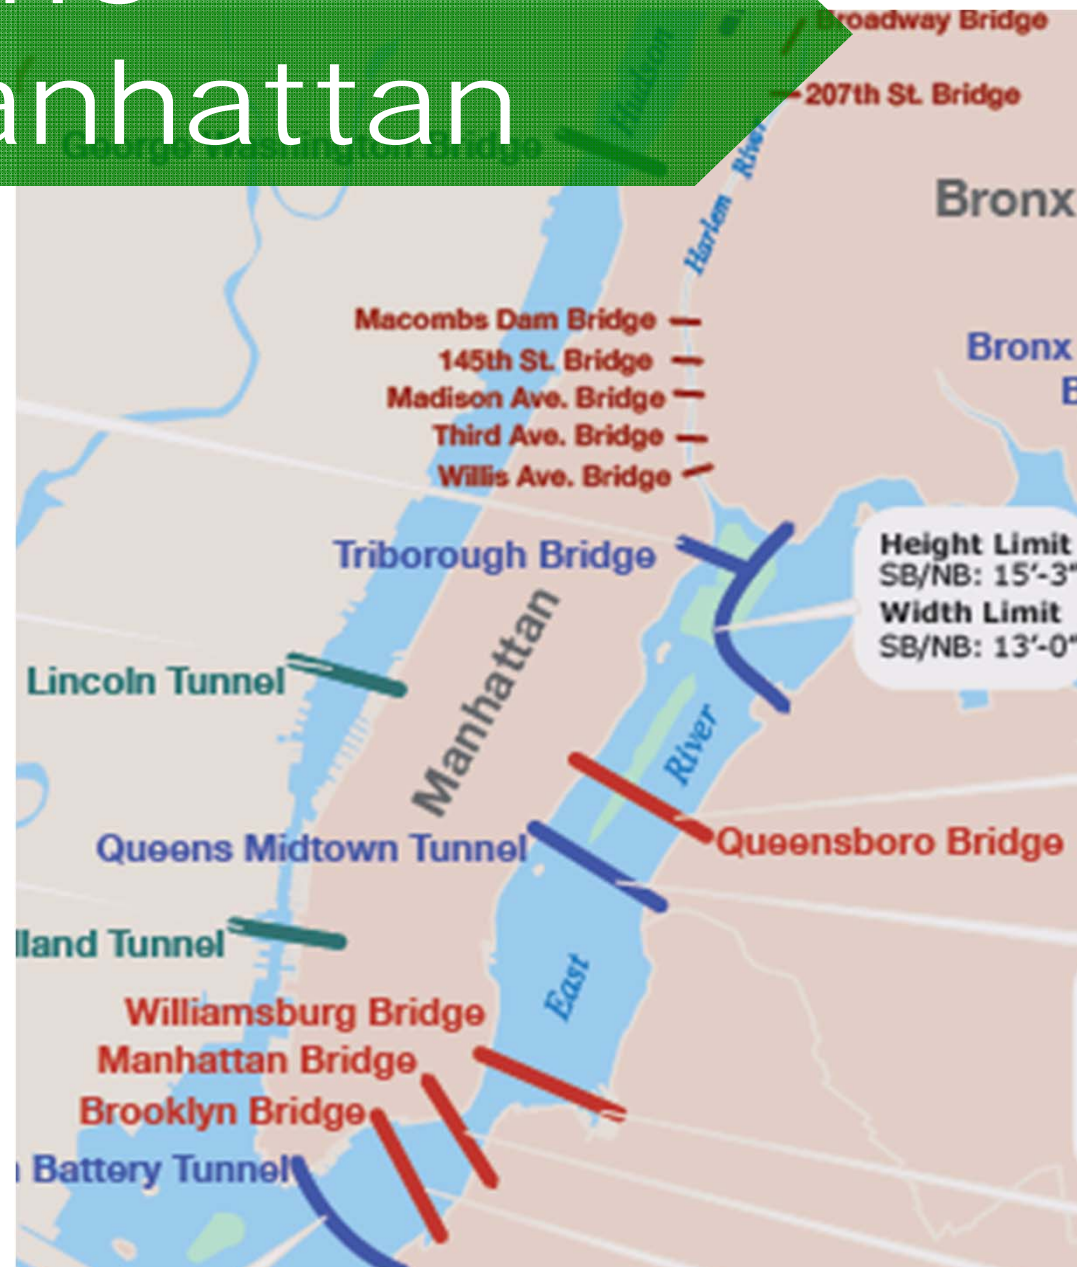 anhattan
Hudson
Broadway Bridge
207th St. Bridge
George Washington Bridge
Harlem River
Bronx
Macombs Dam Bridge
145th St. Bridge
Madison Ave. Bridge
Third Ave. Bridge
Willis Ave. Bridge
Bronx
B
Triborough Bridge
Height Limit
SB/NB: 15'-3"
Width Limit
SB/NB: 13'-0"
Manhattan
Lincoln Tunnel
River
Queens Midtown Tunnel
Queensboro Bridge
lland Tunnel
East
Williamsburg Bridge
Manhattan Bridge
Brooklyn Bridge
Battery Tunnel